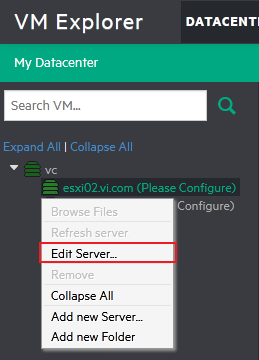 VM Explorer
DATACENTE
My Datacenter
Search VM...
Expand All | Collapse All
vc
esxi02.vi.com (Please Configure)
Configure)
Browse Files
Refresh server
Edit Server...
Remove
Collapse All
Add new Server...
Add new Folder